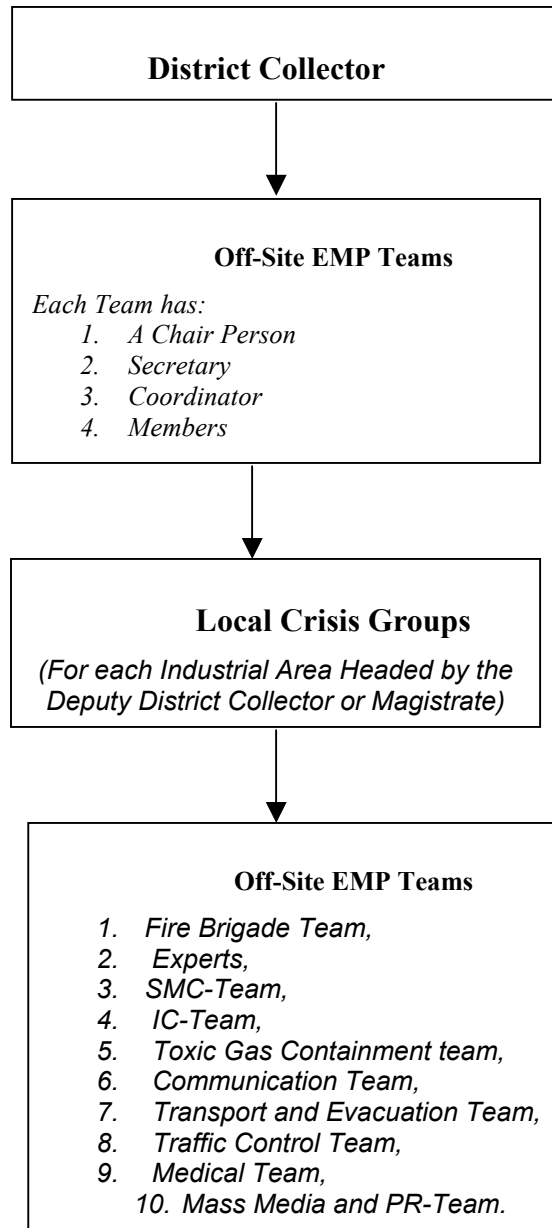 District Collector
Off-Site EMP Teams
Each Team has:
1. A Chair Person
2. Secretary
3. Coordinator
4. Members
Local Crisis Groups
(For each Industrial Area Headed by the
Deputy District Collector or Magistrate)
Off-Site EMP Teams
1. Fire Brigade Team,
2. Experts,
3. SMC-Team,
4. IC-Team,
5. Toxic Gas Containment team,
6. Communication Team,
7. Transport and Evacuation Team,
8. Traffic Control Team,
9. Medical Team,
10. Mass Media and PR-Team.